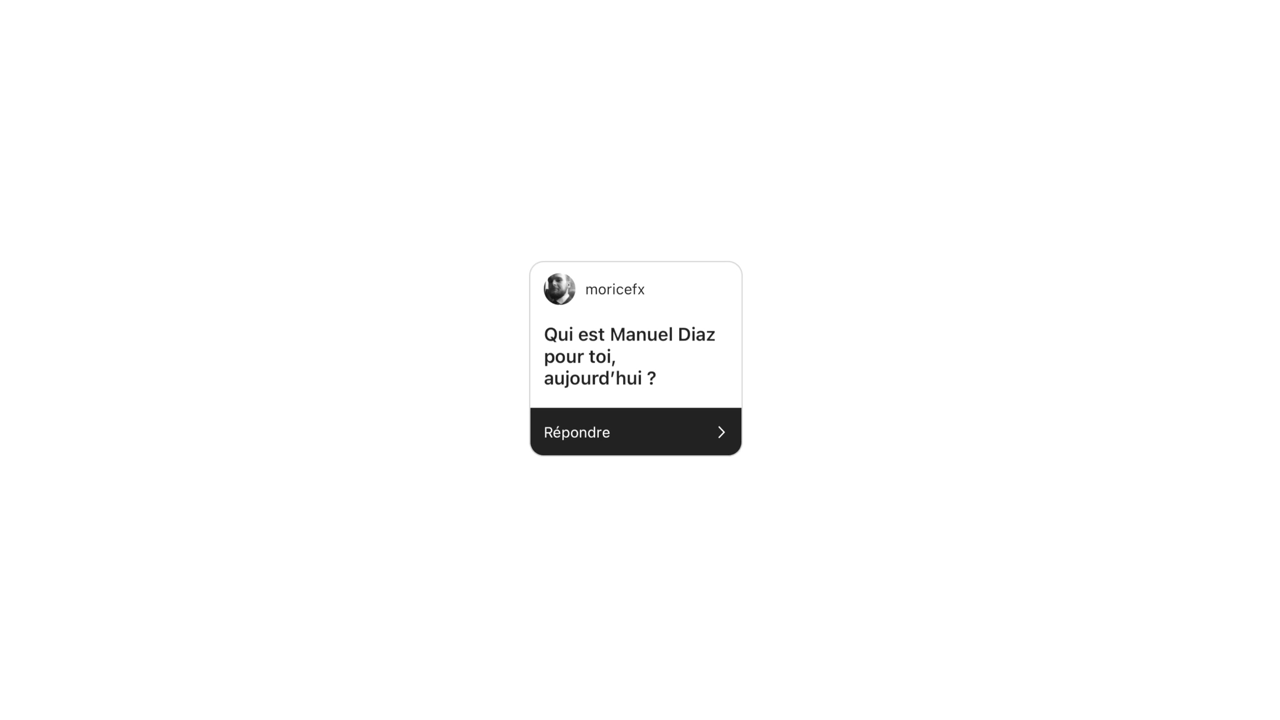 moricefx
Qui est Manuel Diaz
pour toi,
aujourd’hui ?
Répondre